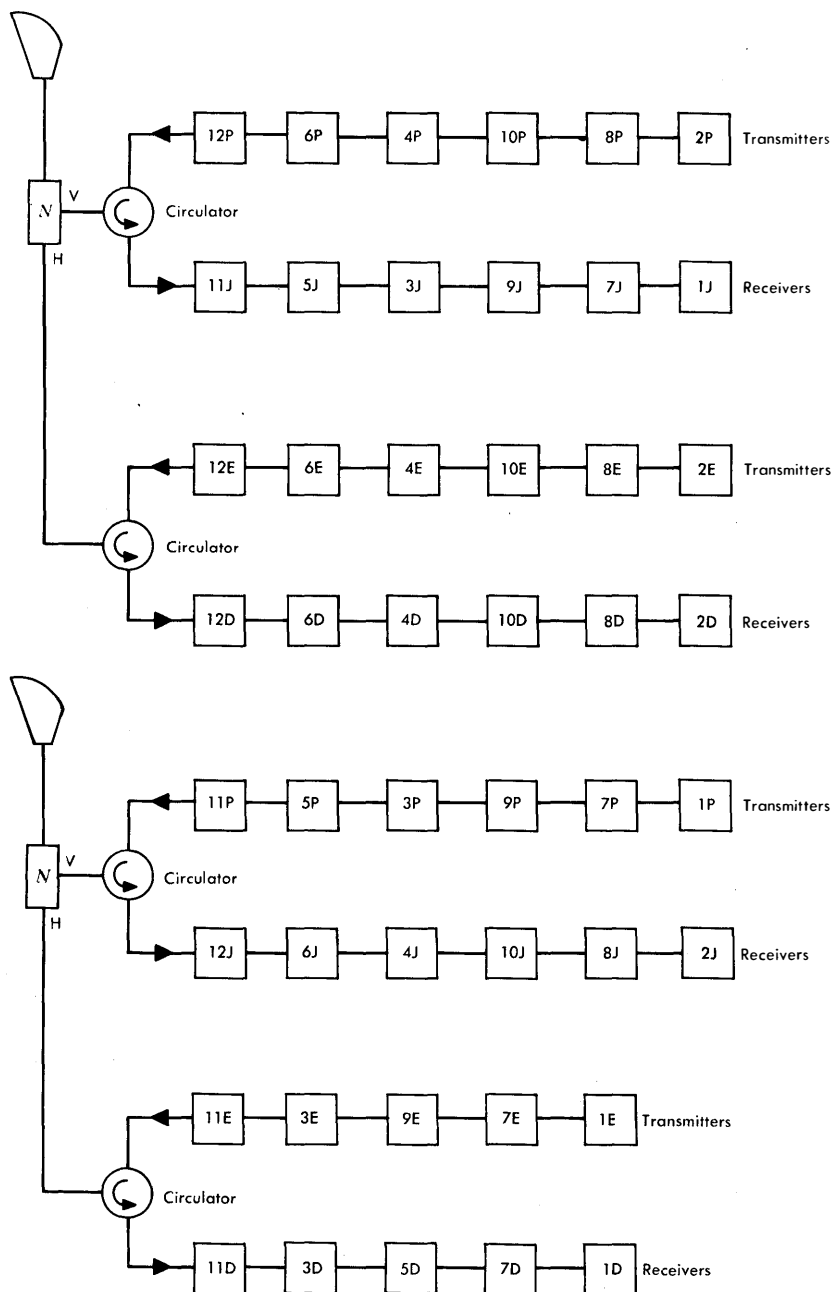 12P 6P 4P 10P 8P 2P Transmitters
V
N Circulator
H
11J 5J 3J 9J 7J 1J Receivers
12E 6E 4E 10E 8E 2E Transmitters
Circulator
12D 6D 4D 10D 8D 2D Receivers
11P 5P 3P 9P 7P 1P Transmitters
V
N Circulator
H
12J 6J 4J 10J 8J 2J Receivers
11E 3E 9E 7E 1E Transmitters
Circulator
11D 3D 5D 7D 1D Receivers